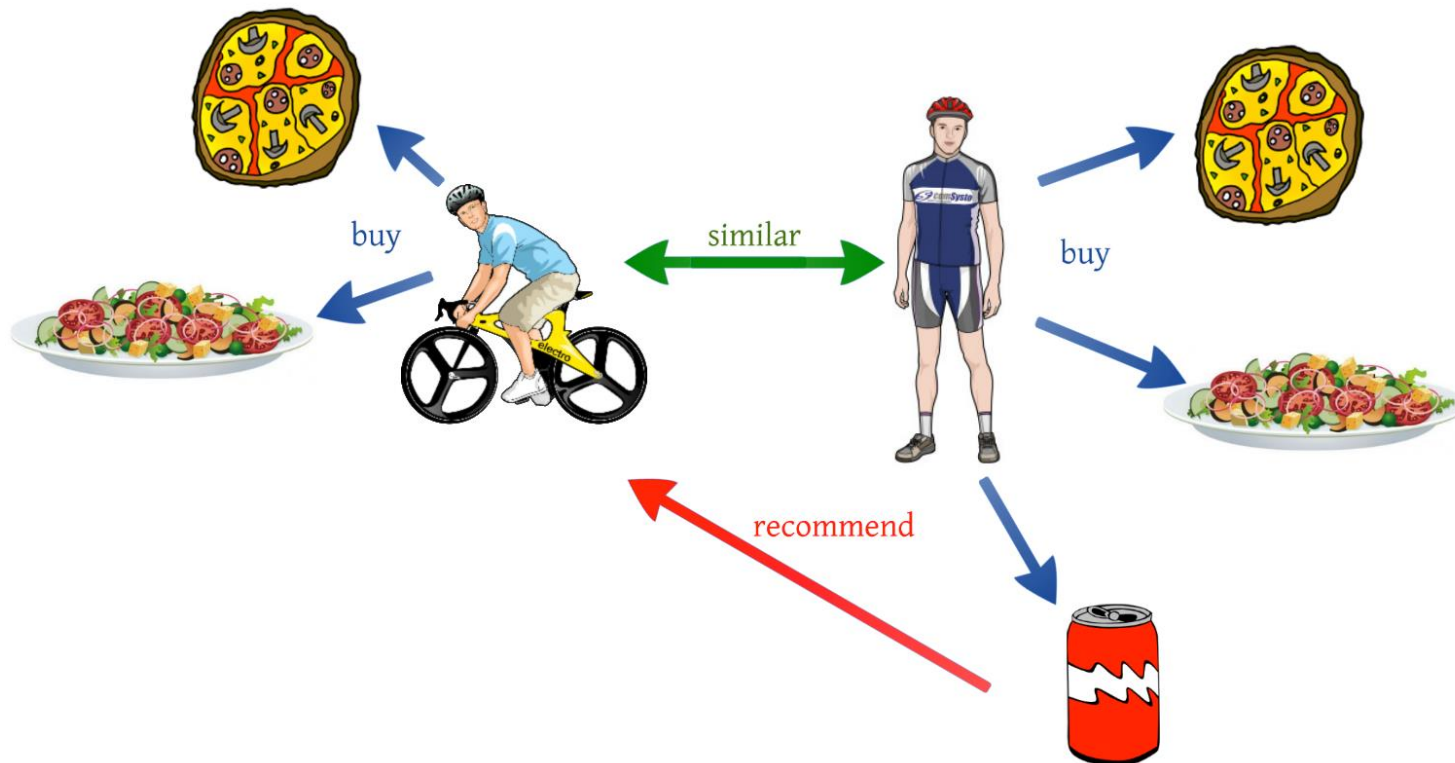 buy
similar
buy
electro
comSysto
recommend